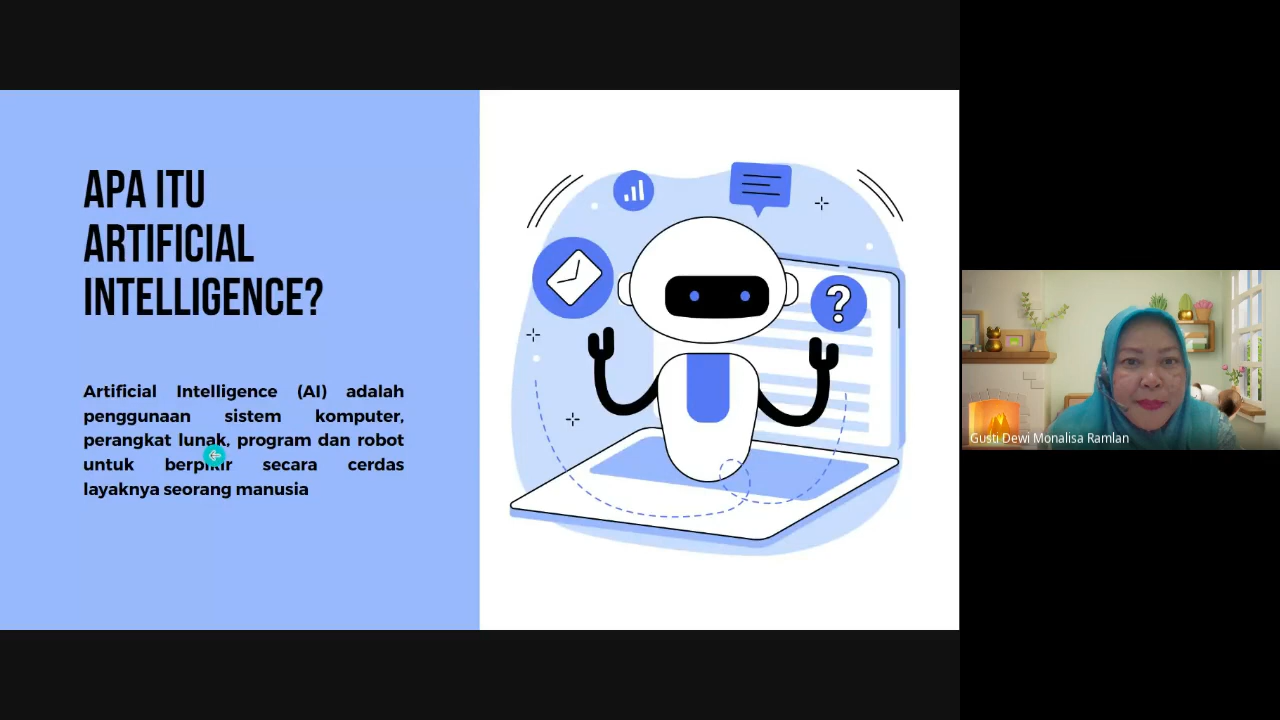 APA ITU
ARTIFICIAL
INTELLIGENCE?
Artificial Intelligence (AI) adalah
penggunaan sistem komputer,
perangkat lunak, program dan robot
untuk berpikir secara cerdas
layaknya seorang manusia
?
Gusti Dewi Monalisa Ramlan